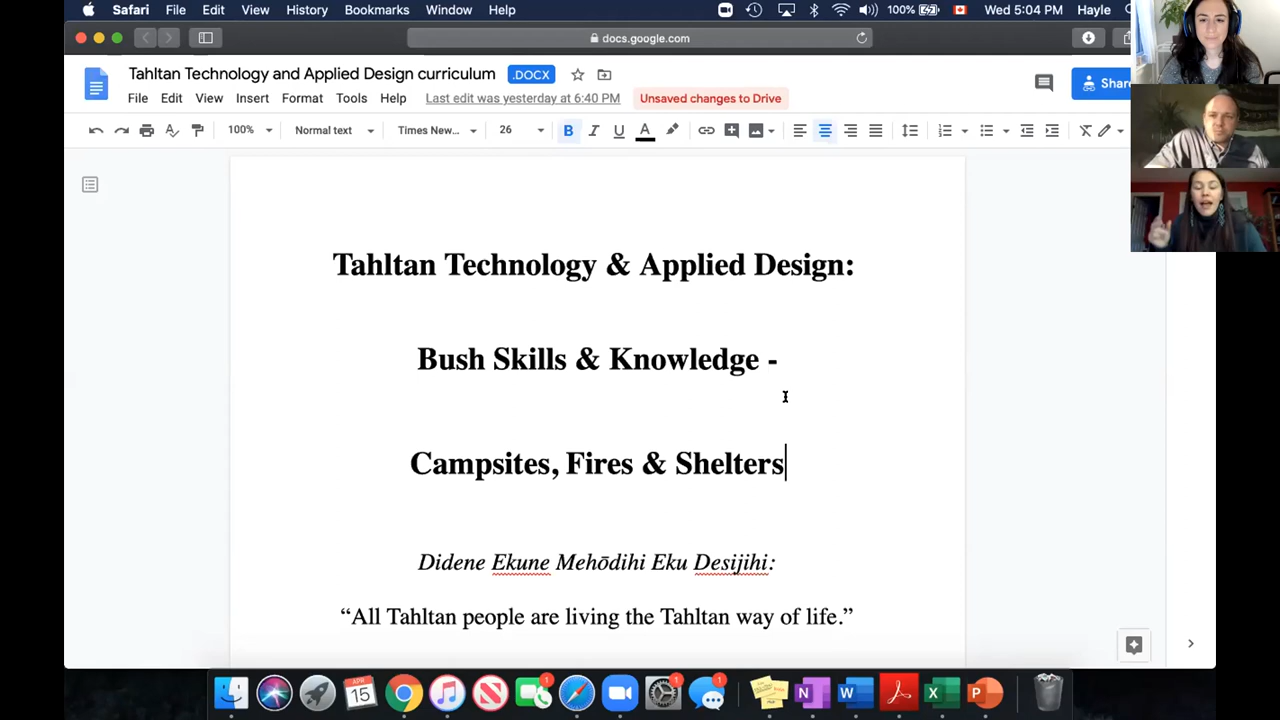 Safari File Edit View History Bookmarks Window Help 100% Wed 5:04 PM Hayle
docs.google.com
Tahltan Technology and Applied Design curriculum .DOCX
File Edit View Insert Format Tools Help Last edit was yesterday at 6:40 PM Unsaved changes to Drive Share
100% Normal text Times New... 26 B I U A
Tahltan Technology & Applied Design:
Bush Skills & Knowledge -
Campsites, Fires & Shelters
Didene Ekune Mehōdihi Eku Desijihi:
“All Tahltan people are living the Tahltan way of life.”
APR
15 1 1 1 N W X P